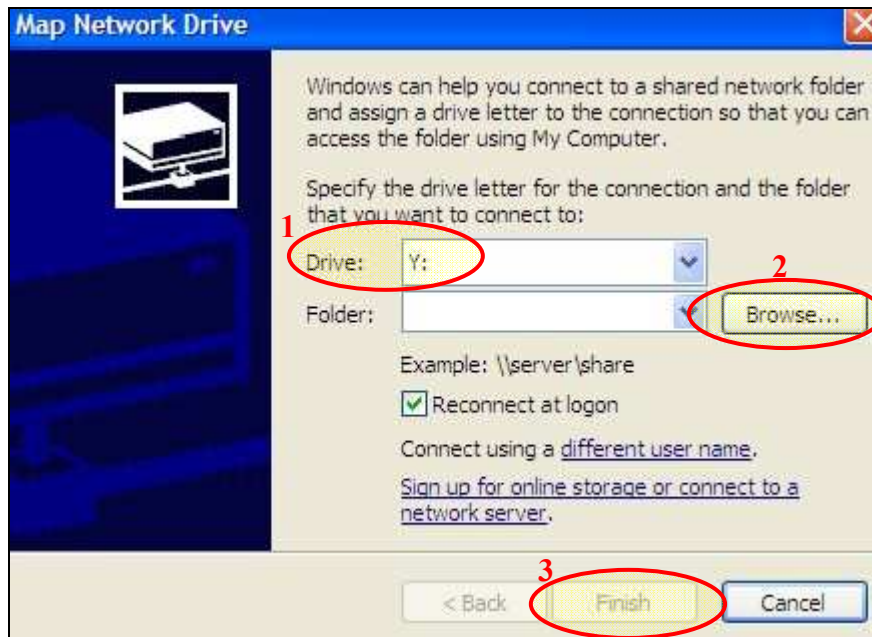 Map Network Drive
Windows can help you connect to a shared network folder
and assign a drive letter to the connection so that you can
access the folder using My Computer.
Specify the drive letter for the connection and the folder
that you want to connect to:
1
Drive: Y:
2
Folder: Browse...
Example: \\server\share
Reconnect at logon
Connect using a different user name.
Sign up for online storage or connect to a
network server.
3
< Back Finish Cancel